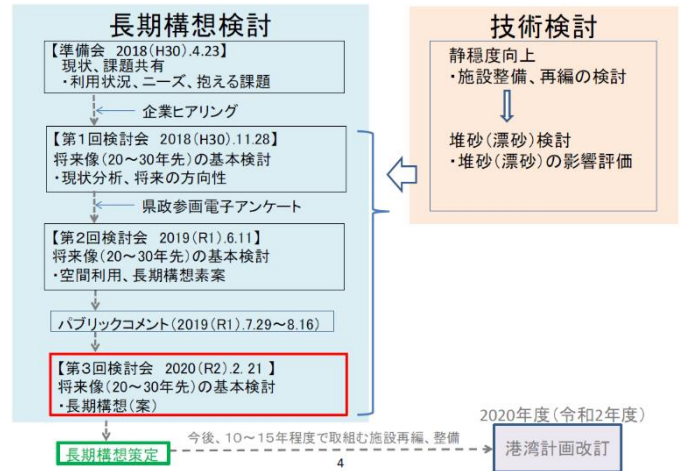 長期構想検討
【準備会 2018(H30).4.23】
現状、課題共有
・利用状況、ニーズ、抱える課題
企業ヒアリング
【第1回検討会 2018(H30).11.28】
将来像(20～30年先)の基本検討
・現状分析、将来の方向性
県政参画電子アンケート
【第2回検討会 2019(R1).6.11】
将来像(20～30年先)の基本検討
・空間利用、長期構想素案
パブリックコメント(2019(R1).7.29～8.16)
【第3回検討会 2020(R2).2.21 】
将来像(20～30年先)の基本検討
・長期構想(案)
長期構想策定
技術検討
静穏度向上
・施設整備、再編の検討
堆砂(漂砂)検討
・堆砂(漂砂)の影響評価
今後、10～15年程度で取組む施設再編、整備
2020年度(令和2年度)
港湾計画改訂
4